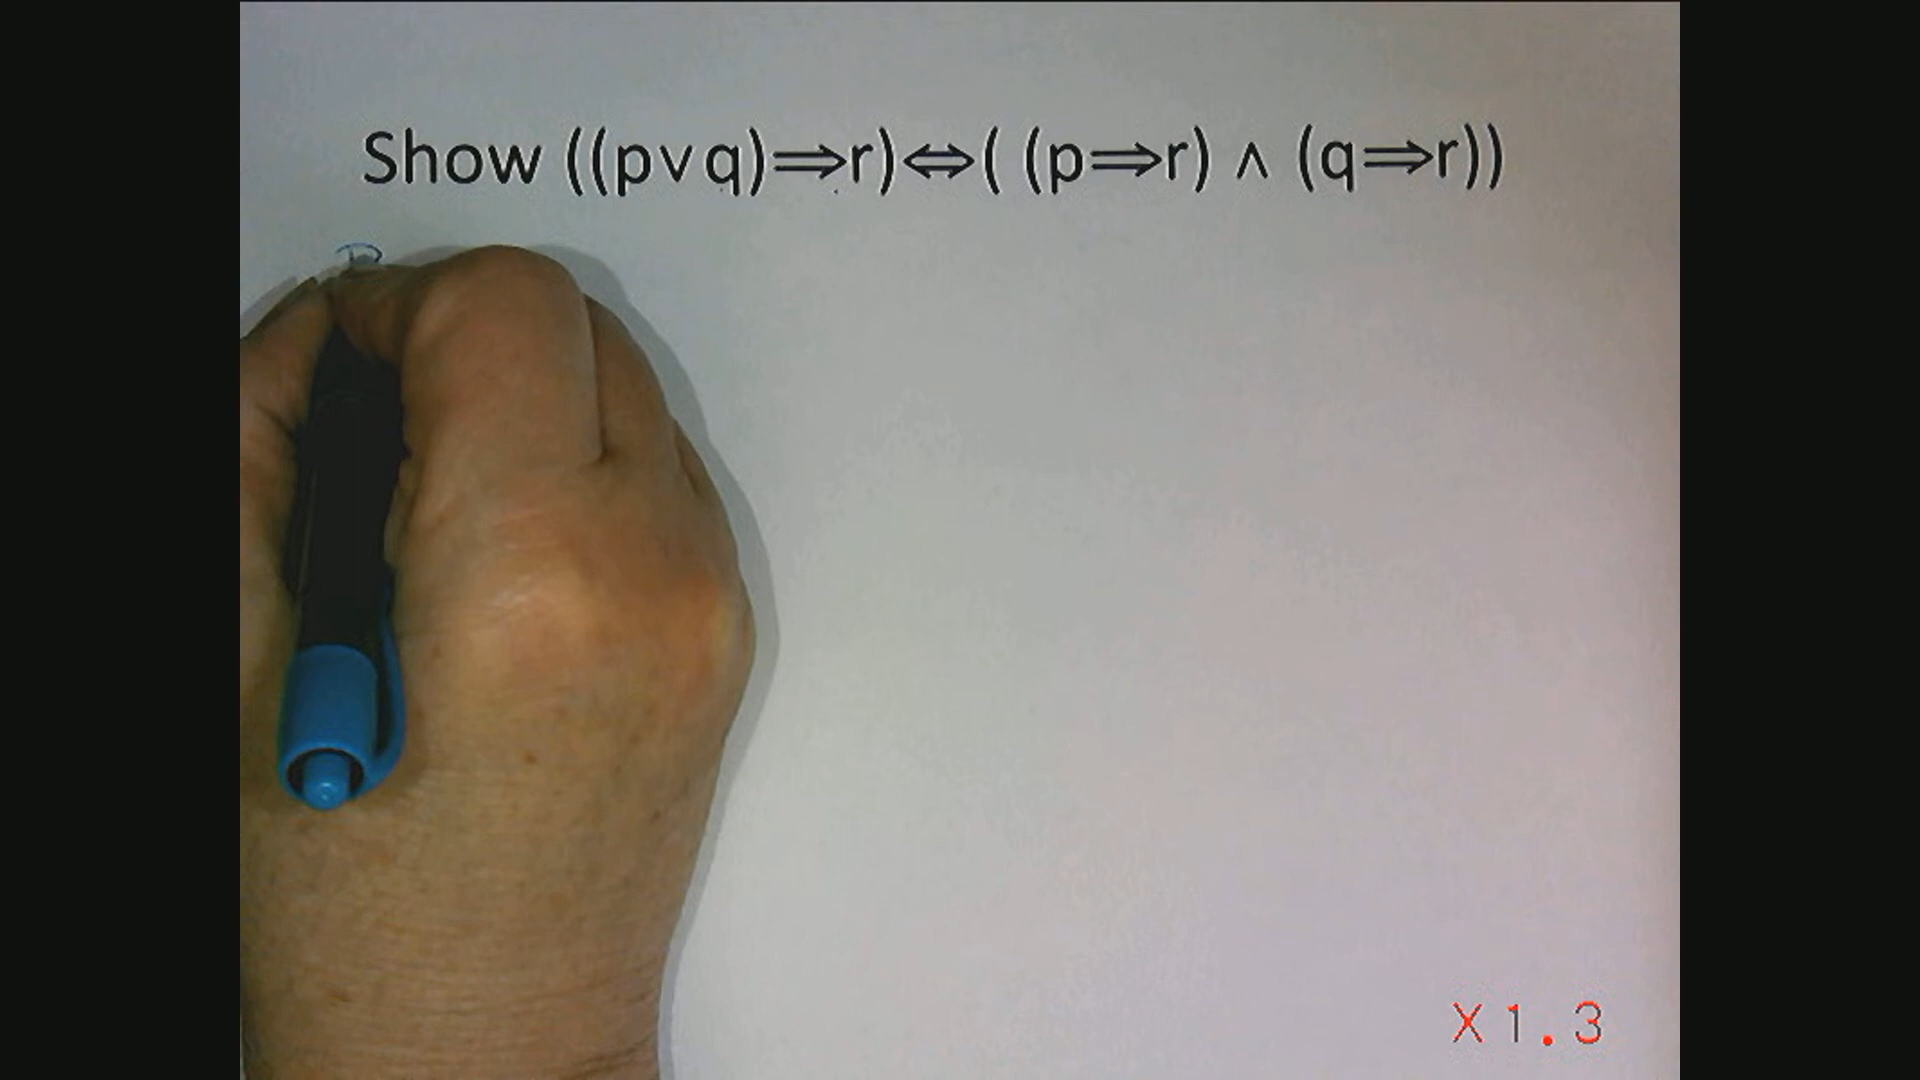 Show ((p∨q)⇒r)⇔( (p⇒r) ∧ (q⇒r))
P
X1.3